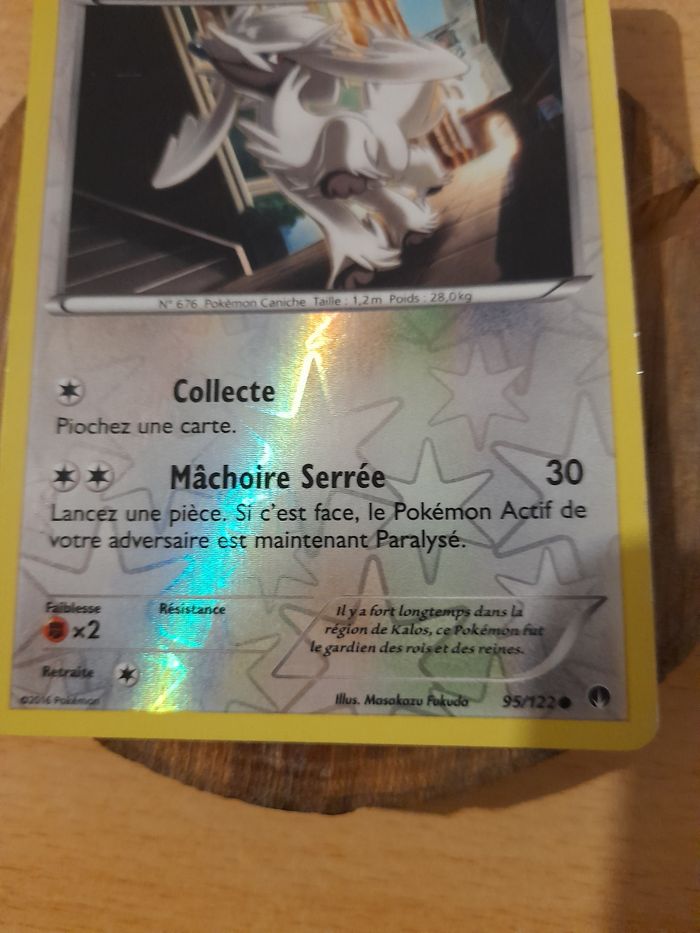 N° 676 Pokémon Caniche Taille : 1,2 m Poids : 28,0 kg
Collecte
Piochez une carte.
Mâchoire Serrée 30
Lancez une pièce. Si c'est face, le Pokémon Actif de
votre adversaire est maintenant Paralysé.
Faiblesse Résistance
x2
Il y a fort longtemps dans la
région de Kalos, ce Pokémon fut
le gardien des rois et des reines.
Retraite
©2016 Pokémon Illus. Masakazu Fukuda 95/122